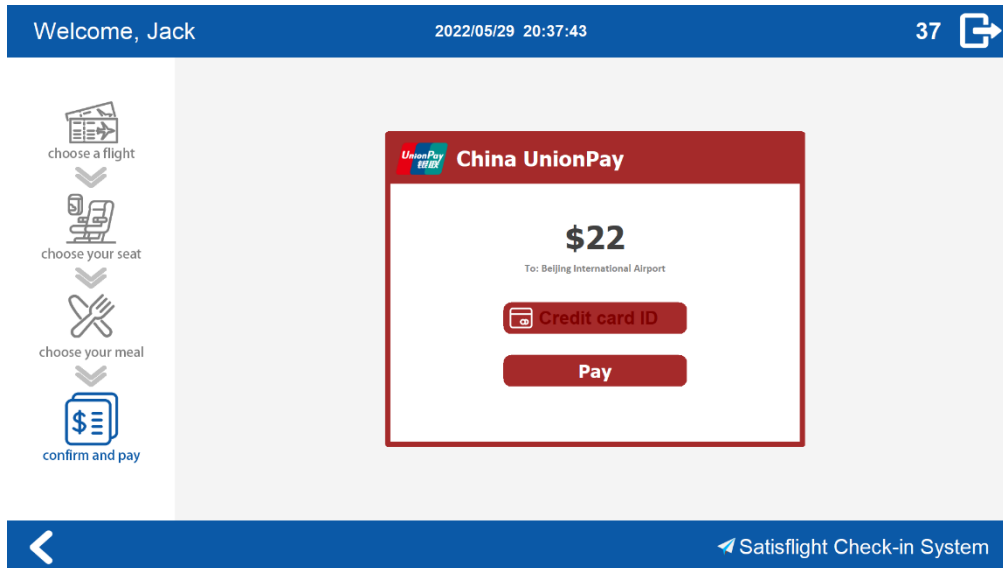 Welcome, Jack
2022/05/29 20:37:43
37
choose a flight
choose your seat
choose your meal
$
confirm and pay
UnionPay
银联
China UnionPay
$22
To: Beijing International Airport
Credit card ID
Pay
Satisflight Check-in System